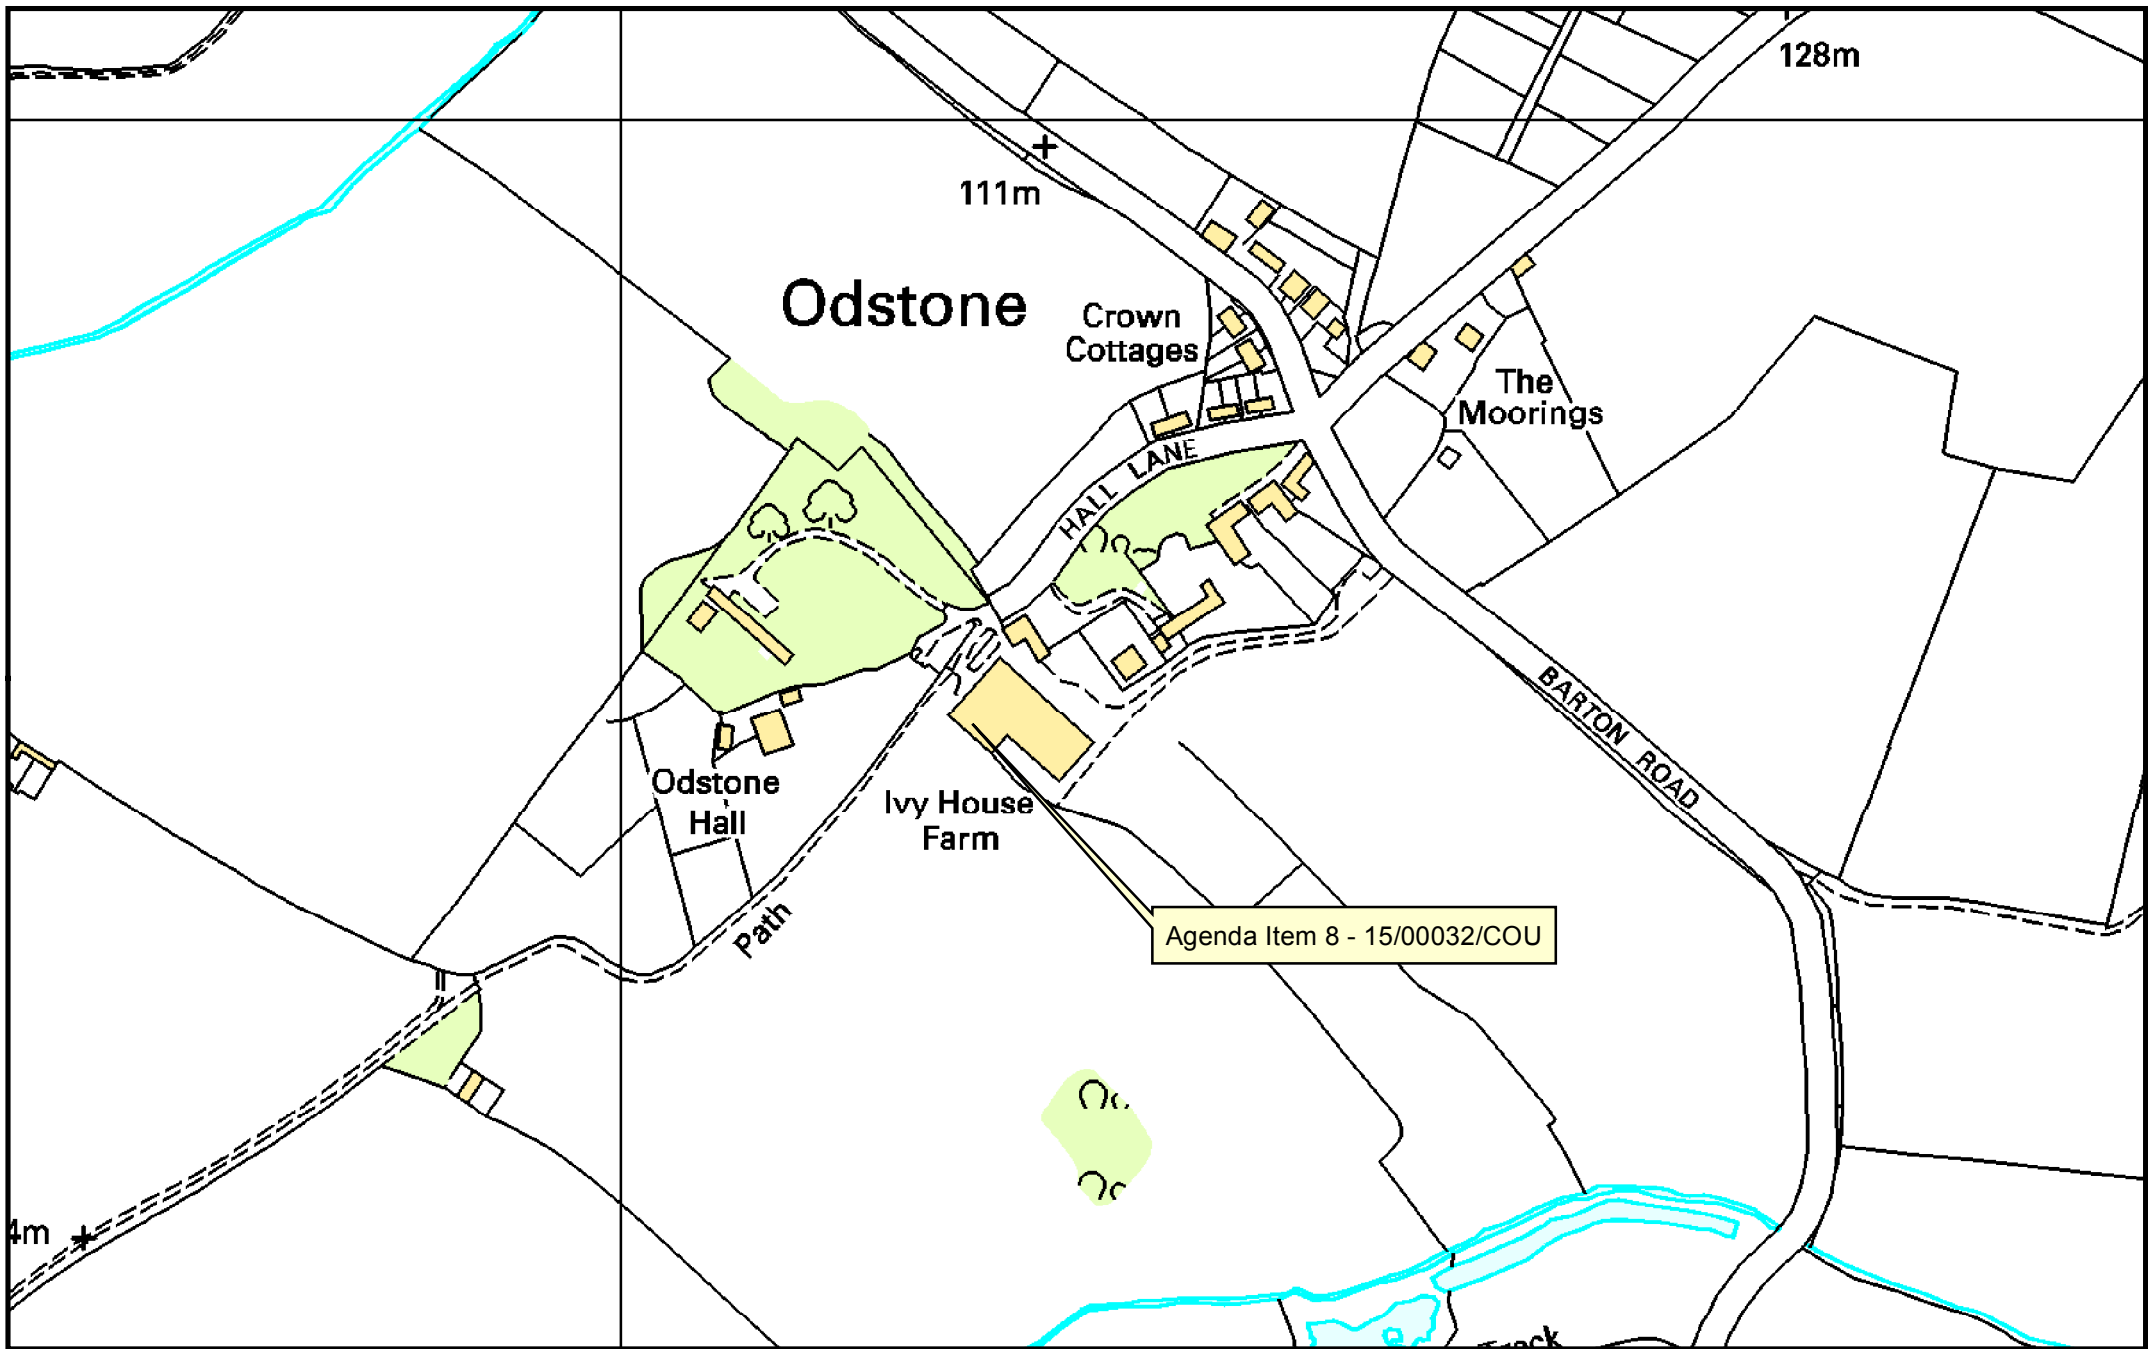 128m
111m
Odstone
Crown
Cottages
The
Moorings
HALL LANE
BARTON ROAD
Odstone
Hall
Ivy House
Farm
Path
Agenda Item 8 - 15/00032/COU
4m